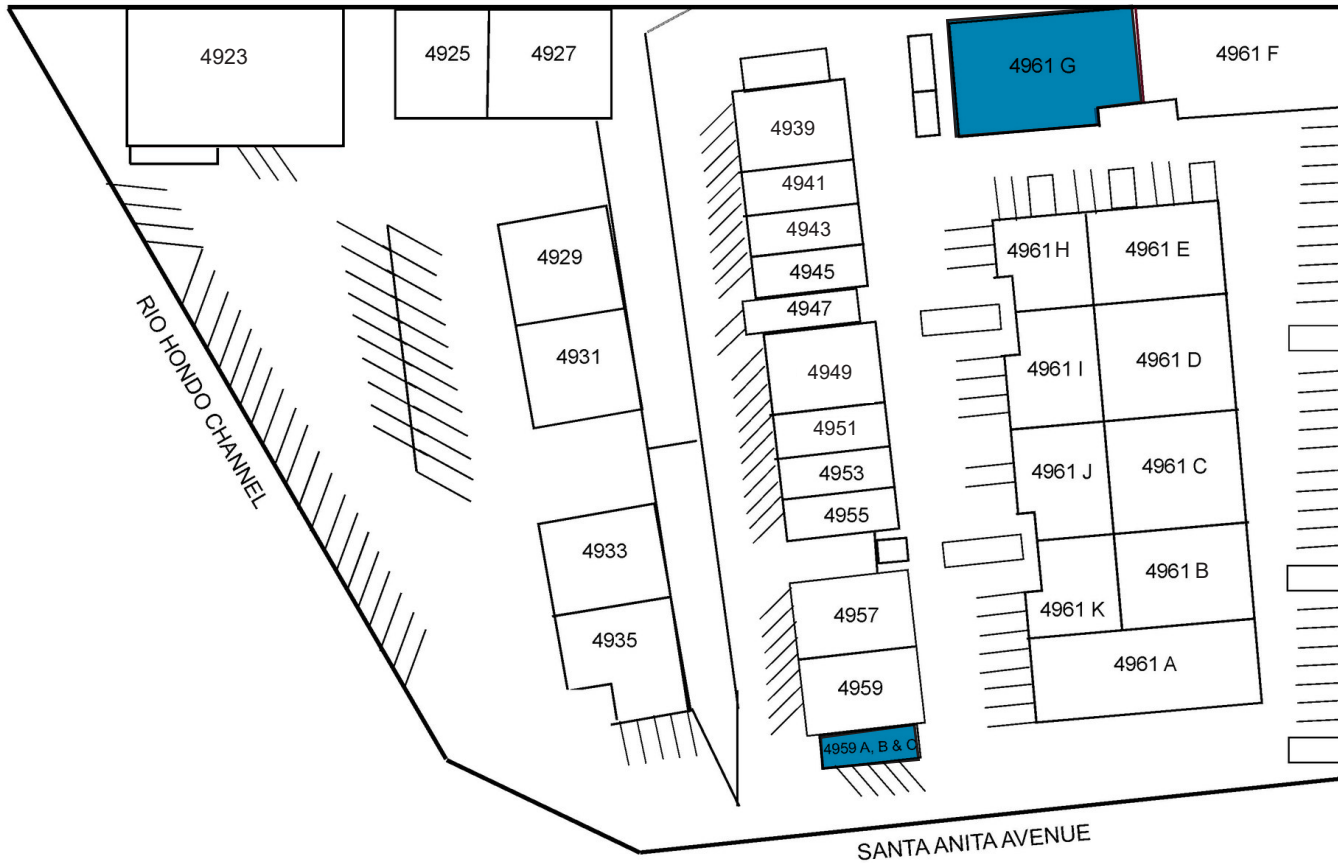 4923
4925
4927
4961 G
4961 F
4939
4941
4943
4945
4947
4949
4951
4953
4955
4957
4959
4959 A, B & C
4929
4931
4933
4935
4961 H
4961 E
4961 I
4961 D
4961 J
4961 C
4961 K
4961 B
4961 A
RIO HONDO CHANNEL
SANTA ANITA AVENUE